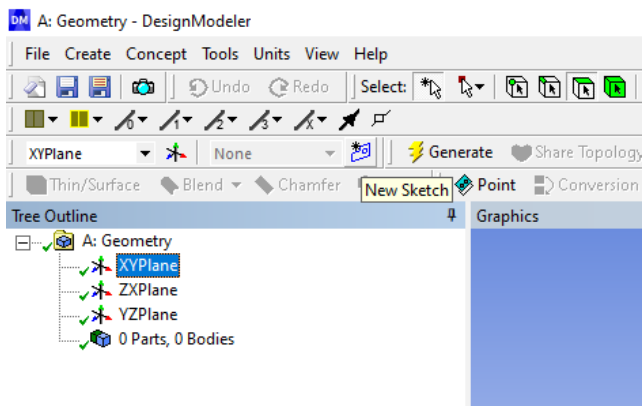 DM A: Geometry - DesignModeler
File Create Concept Tools Units View Help
Undo Redo Select:
XYPlane None Generate Share Topology
Thin/Surface Blend Chamfer New Sketch Point Conversion
Tree Outline Graphics
A: Geometry
XYPlane
ZXPlane
YZPlane
0 Parts, 0 Bodies